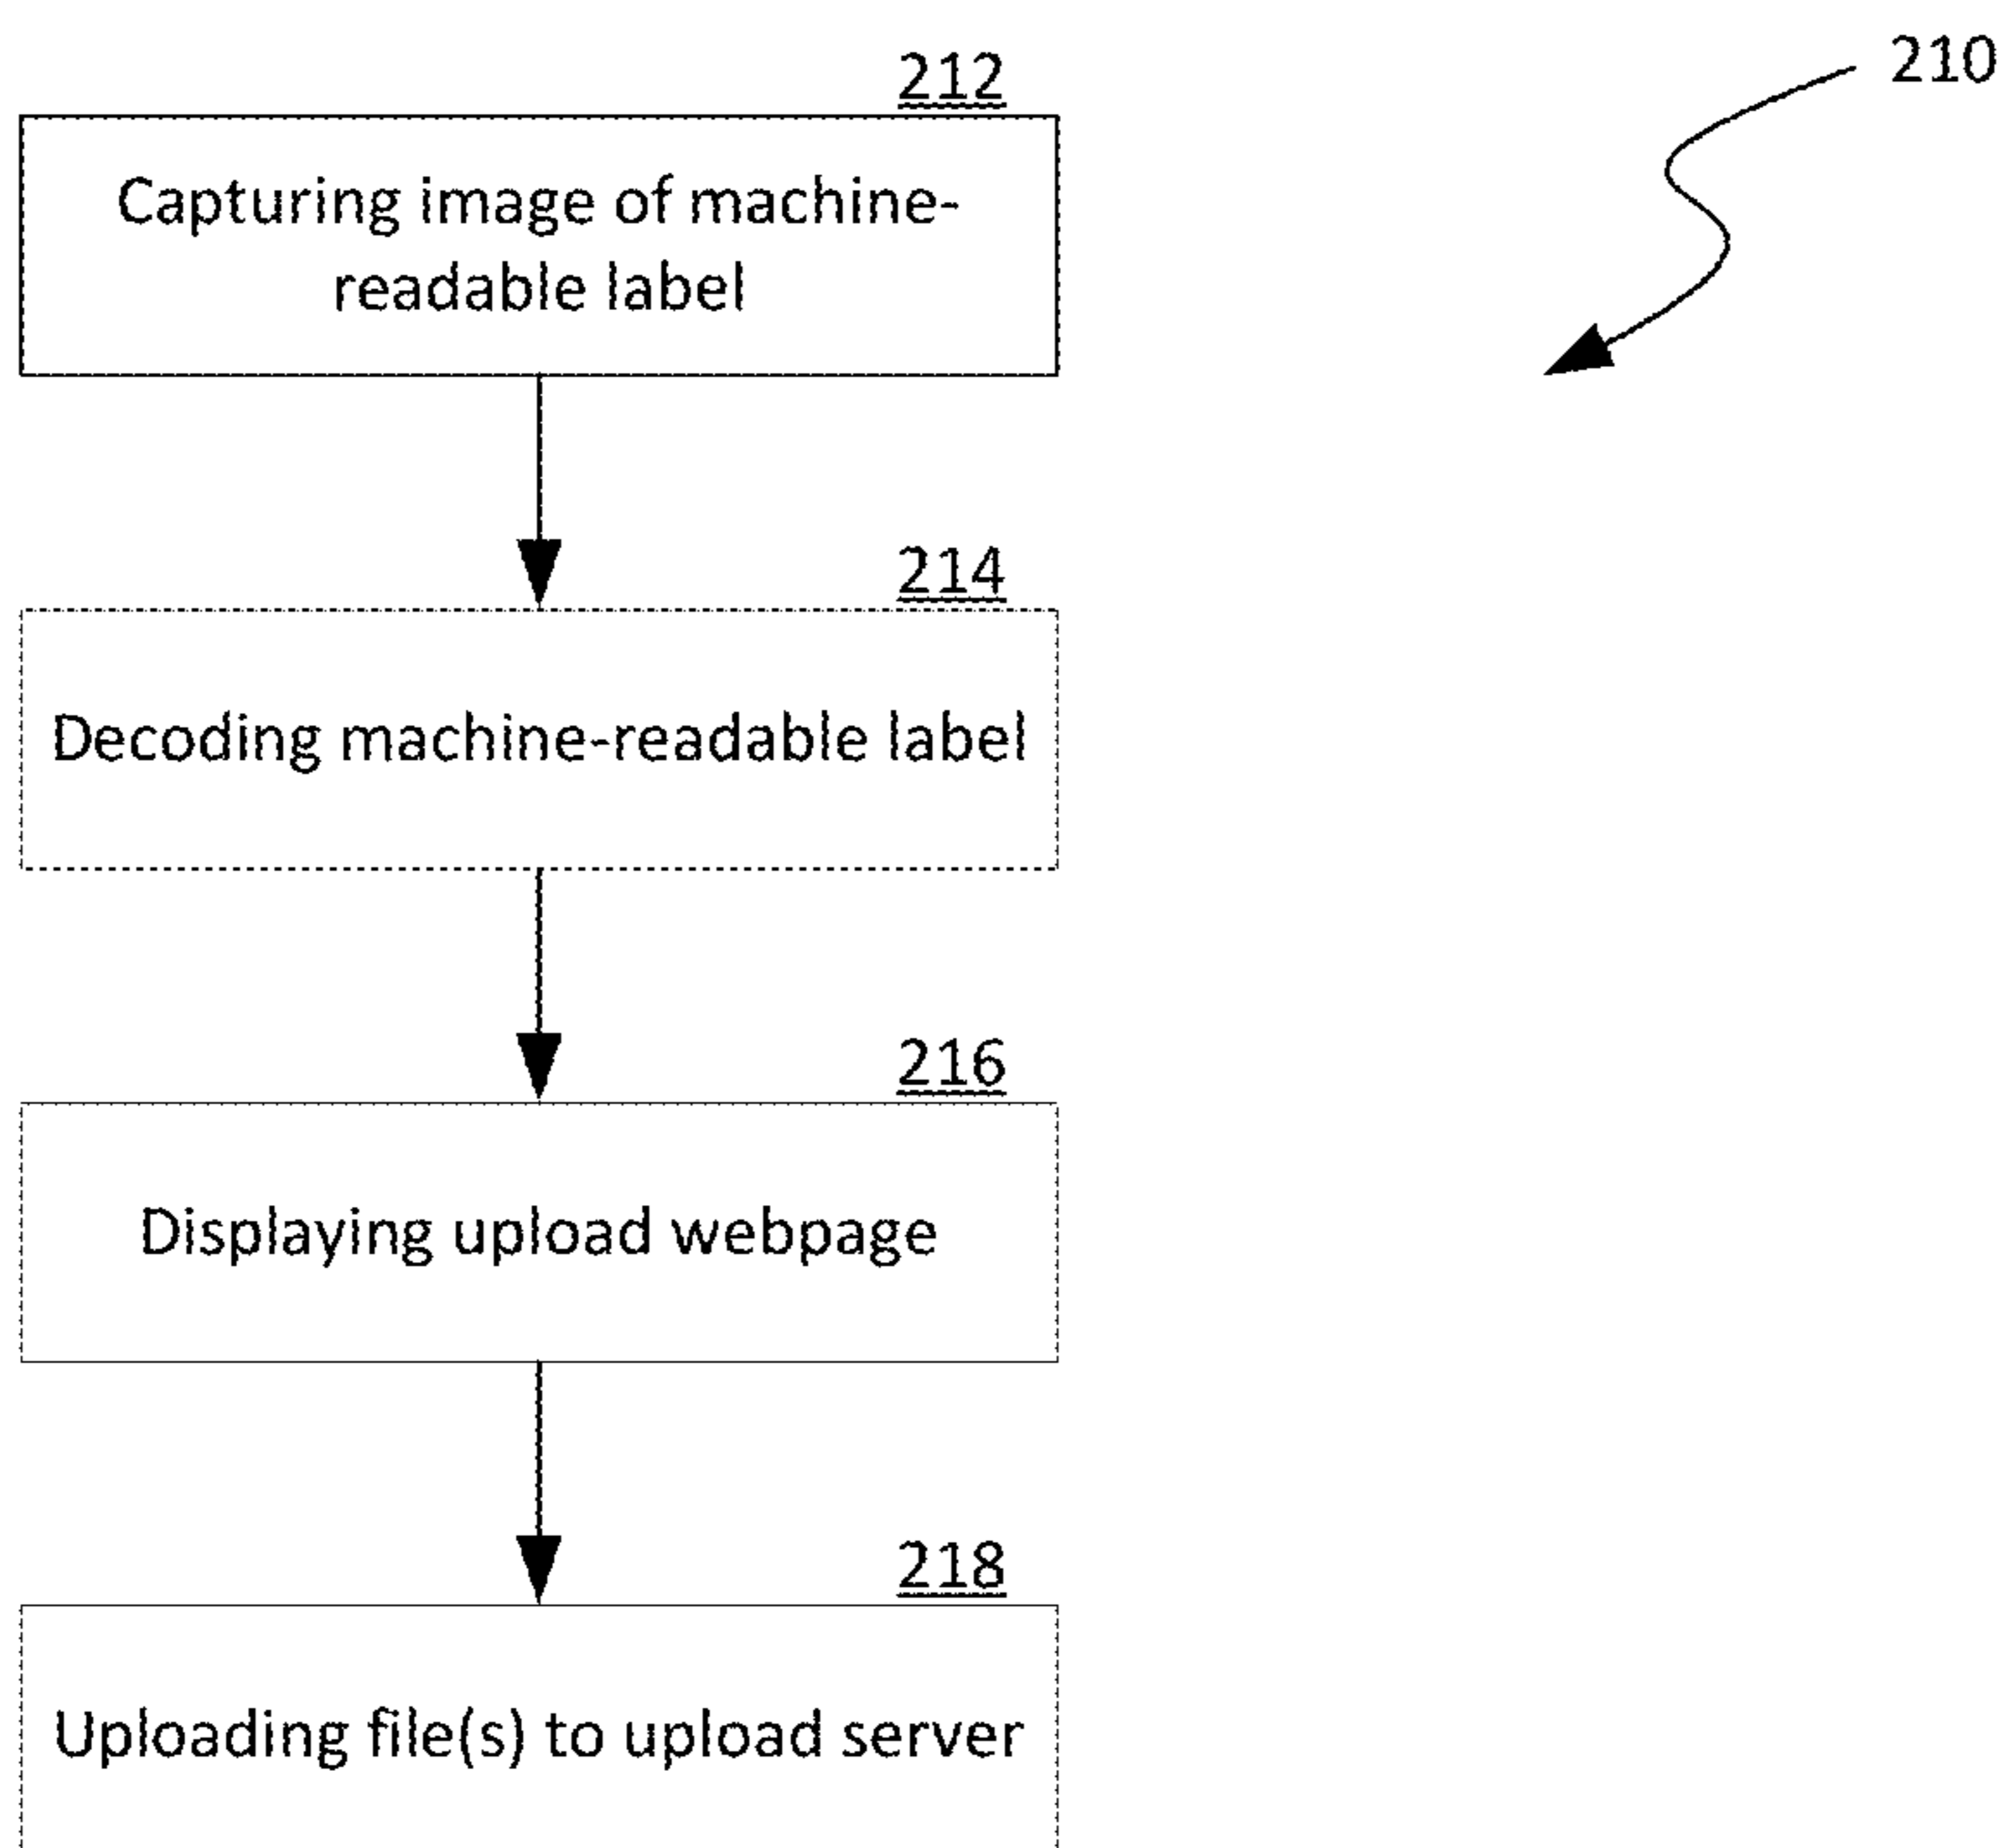 210
212
Capturing image of machine-
readable label
214
Decoding machine-readable label
216
Displaying upload webpage
218
Uploading file(s) to upload server